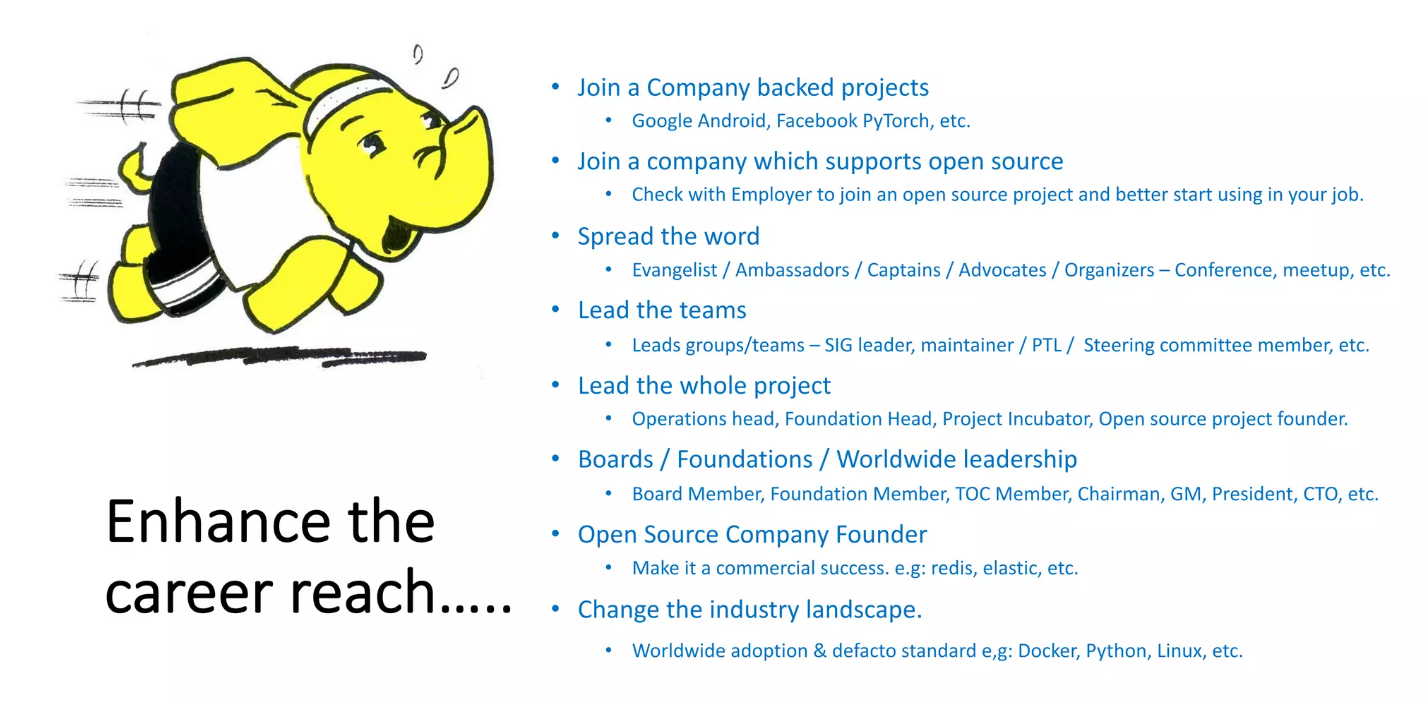 Enhance the
career reach…..
• Join a Company backed projects
• Google Android, Facebook PyTorch, etc.
• Join a company which supports open source
• Check with Employer to join an open source project and better start using in your job.
• Spread the word
• Evangelist / Ambassadors / Captains / Advocates / Organizers – Conference, meetup, etc.
• Lead the teams
• Leads groups/teams – SIG leader, maintainer / PTL / Steering committee member, etc.
• Lead the whole project
• Operations head, Foundation Head, Project Incubator, Open source project founder.
• Boards / Foundations / Worldwide leadership
• Board Member, Foundation Member, TOC Member, Chairman, GM, President, CTO, etc.
• Open Source Company Founder
• Make it a commercial success. e.g: redis, elastic, etc.
• Change the industry landscape.
• Worldwide adoption & defacto standard e,g: Docker, Python, Linux, etc.